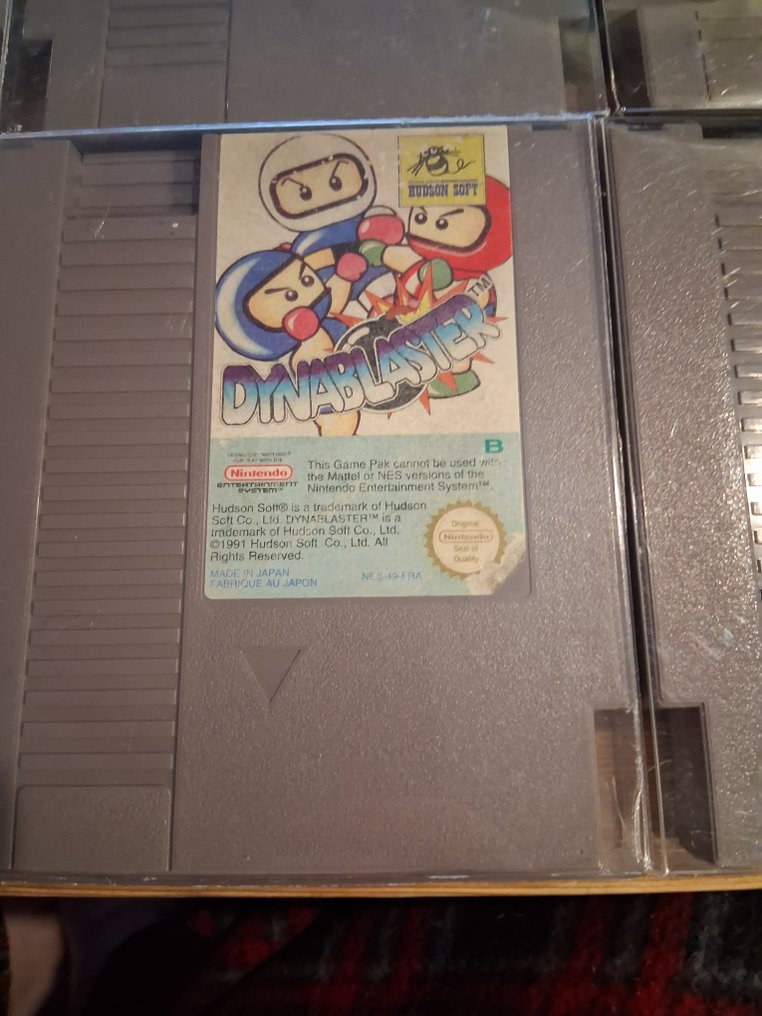 HUDSON SOFT
DYNABLASTER™
B
Nintendo®
ENTERTAINMENT
SYSTEM™
This Game Pak cannot be used with
the Mattel or NES versions of the
Nintendo Entertainment System™
Hudson Soft® is a trademark of Hudson
Soft Co., Ltd. DYNABLASTER™ is a
trademark of Hudson Soft Co., Ltd.
©1991 Hudson Soft Co., Ltd. All
Rights Reserved.
Original
Nintendo
Seal of
Quality
MADE IN JAPAN
FABRIQUE AU JAPON
NES-49-FRA